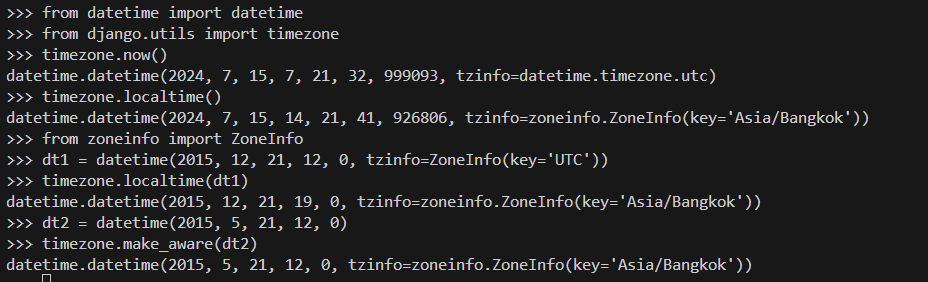 >>> from datetime import datetime
>>> from django.utils import timezone
>>> timezone.now()
datetime.datetime(2024, 7, 15, 7, 21, 32, 999093, tzinfo=datetime.timezone.utc)
>>> timezone.localtime()
datetime.datetime(2024, 7, 15, 14, 21, 41, 926806, tzinfo=zoneinfo.ZoneInfo(key='Asia/Bangkok'))
>>> from zoneinfo import ZoneInfo
>>> dt1 = datetime(2015, 12, 21, 12, 0, tzinfo=ZoneInfo(key='UTC'))
>>> timezone.localtime(dt1)
datetime.datetime(2015, 12, 21, 19, 0, tzinfo=zoneinfo.ZoneInfo(key='Asia/Bangkok'))
>>> dt2 = datetime(2015, 5, 21, 12, 0)
>>> timezone.make_aware(dt2)
datetime.datetime(2015, 5, 21, 12, 0, tzinfo=zoneinfo.ZoneInfo(key='Asia/Bangkok'))